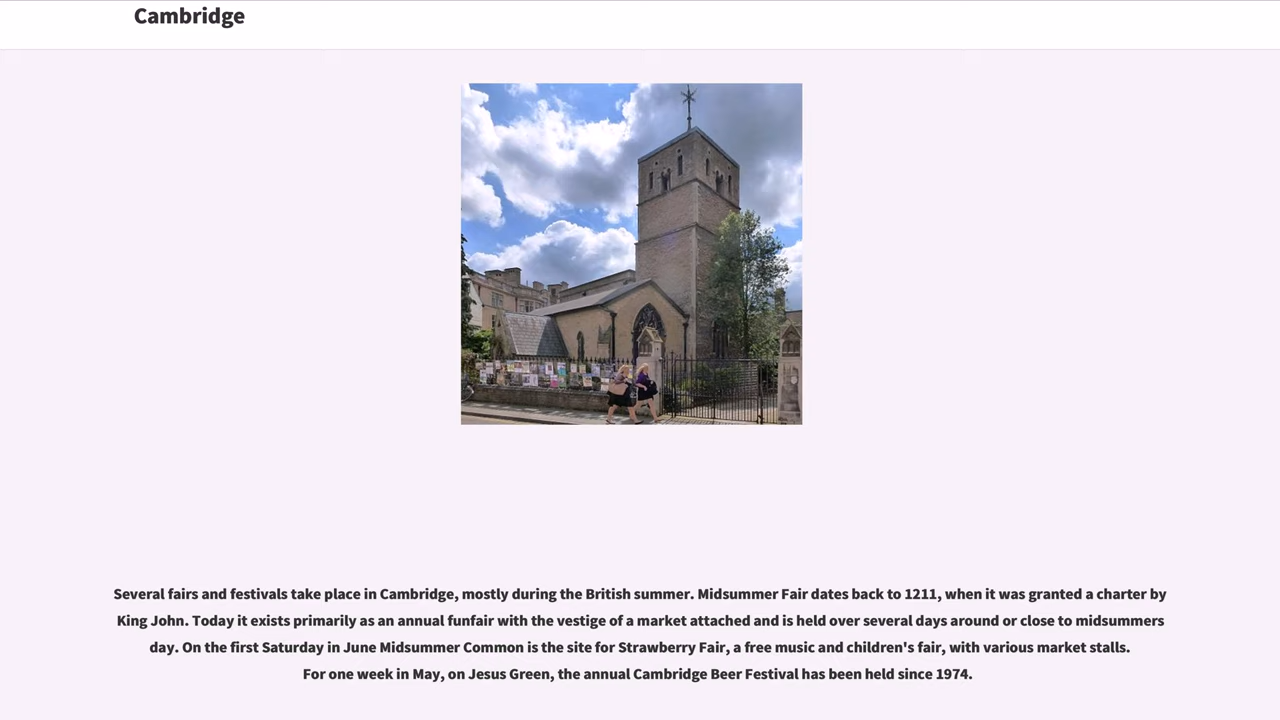 Cambridge
Several fairs and festivals take place in Cambridge, mostly during the British summer. Midsummer Fair dates back to 1211, when it was granted a charter by
King John. Today it exists primarily as an annual funfair with the vestige of a market attached and is held over several days around or close to midsummers
day. On the first Saturday in June Midsummer Common is the site for Strawberry Fair, a free music and children's fair, with various market stalls.
For one week in May, on Jesus Green, the annual Cambridge Beer Festival has been held since 1974.